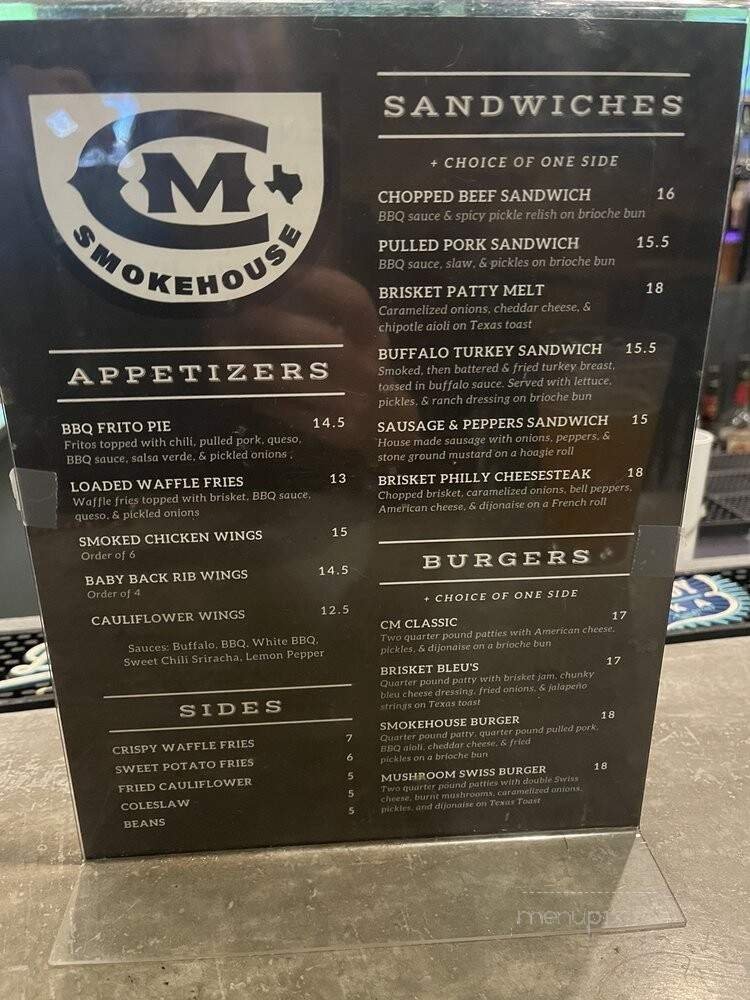 CM
SMOKEHOUSE
APPETIZERS
BBQ FRITO PIE 14.5
Fritos topped with chili, pulled pork, queso,
BBQ sauce, salsa verde, & pickled onions
LOADED WAFFLE FRIES 13
Waffle fries topped with brisket, BBQ sauce,
queso, & pickled onions
SMOKED CHICKEN WINGS 15
Order of 6
BABY BACK RIB WINGS 14.5
Order of 4
CAULIFLOWER WINGS 12.5
Sauces: Buffalo, BBQ, White BBQ,
Sweet Chili Sriracha, Lemon Pepper
SIDES
CRISPY WAFFLE FRIES 7
SWEET POTATO FRIES 6
FRIED CAULIFLOWER 5
COLESLAW 5
BEANS 5
SANDWICHES
+ CHOICE OF ONE SIDE
CHOPPED BEEF SANDWICH 16
BBQ sauce & spicy pickle relish on brioche bun
PULLED PORK SANDWICH 15.5
BBQ sauce, slaw, & pickles on brioche bun
BRISKET PATTY MELT 18
Caramelized onions, cheddar cheese, &
chipotle aioli on Texas toast
BUFFALO TURKEY SANDWICH 15.5
Smoked, then battered & fried turkey breast,
tossed in buffalo sauce. Served with lettuce,
pickles, & ranch dressing on brioche bun
SAUSAGE & PEPPERS SANDWICH 15
House made sausage with onions, peppers, &
stone ground mustard on a hoagie roll
BRISKET PHILLY CHEESESTEAK 18
Chopped brisket, caramelized onions, bell peppers,
American cheese, & dijonaise on a French roll
BURGERS
+ CHOICE OF ONE SIDE
CM CLASSIC 17
Two quarter pound patties with American cheese,
pickles, & dijonaise on a brioche bun
BRISKET BLEU'S 17
Quarter pound patty with brisket jam, chunky
bleu cheese dressing, fried onions, & jalapeño
strings on Texas toast
SMOKEHOUSE BURGER 18
Quarter pound patty, quarter pound pulled pork,
BBQ aioli, cheddar cheese, & fried
pickles on a brioche bun
MUSHROOM SWISS BURGER 18
Two quarter pound patties with double Swiss
cheese, burnt mushrooms, caramelized onions,
pickles, and dijonaise on Texas Toast